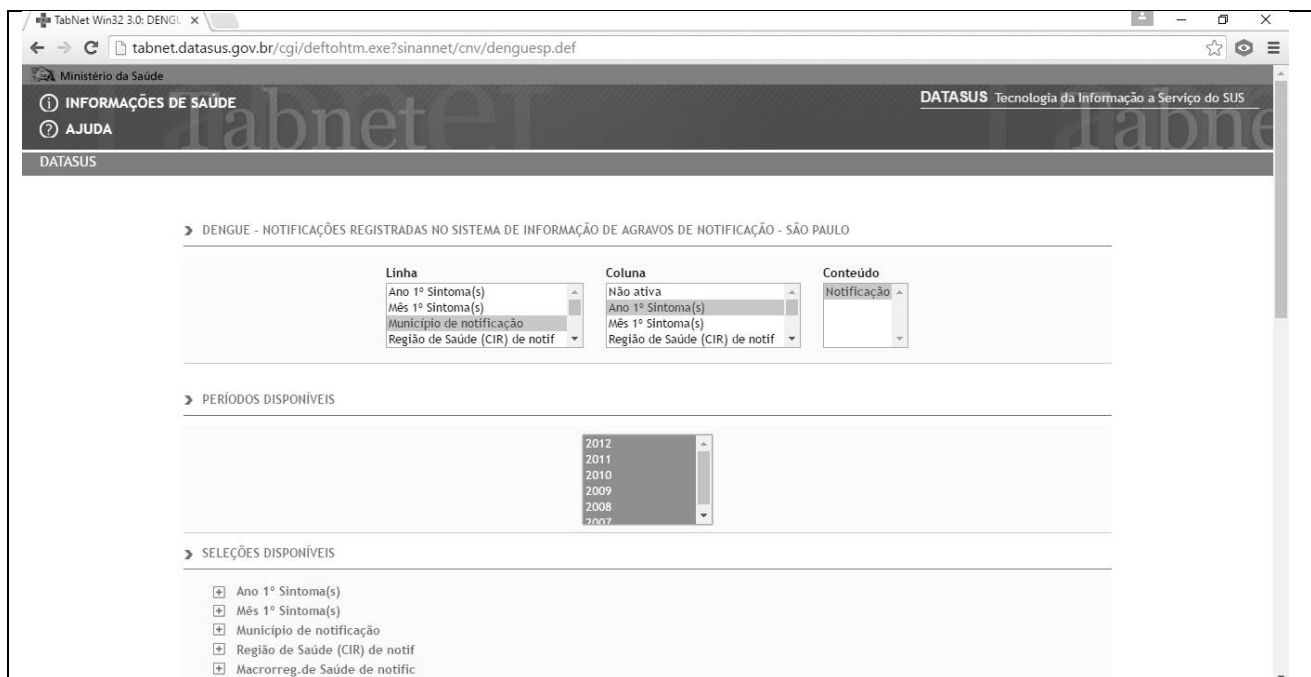 TabNet Win32 3.0: DENGU
tabnet.datasus.gov.br/cgi/deftohtm.exe?sinannet/cnv/denguesp.def
Ministério da Saúde
INFORMAÇÕES DE SAÚDE
DATASUS Tecnologia da Informação a Serviço do SUS
AJUDA
Tabnet
DATASUS
DENGUE - NOTIFICAÇÕES REGISTRADAS NO SISTEMA DE INFORMAÇÃO DE AGRAVOS DE NOTIFICAÇÃO - SÃO PAULO
Linha
Ano 1º Sintoma(s)
Mês 1º Sintoma(s)
Município de notificação
Região de Saúde (CIR) de notif
Coluna
Não ativa
Ano 1º Sintoma(s)
Mês 1º Sintoma(s)
Região de Saúde (CIR) de notif
Conteúdo
Notificação
PERÍODOS DISPONÍVEIS
2012
2011
2010
2009
2008
2007
SELEÇÕES DISPONÍVEIS
Ano 1º Sintoma(s)
Mês 1º Sintoma(s)
Município de notificação
Região de Saúde (CIR) de notif
Macrorreg.de Saúde de notific